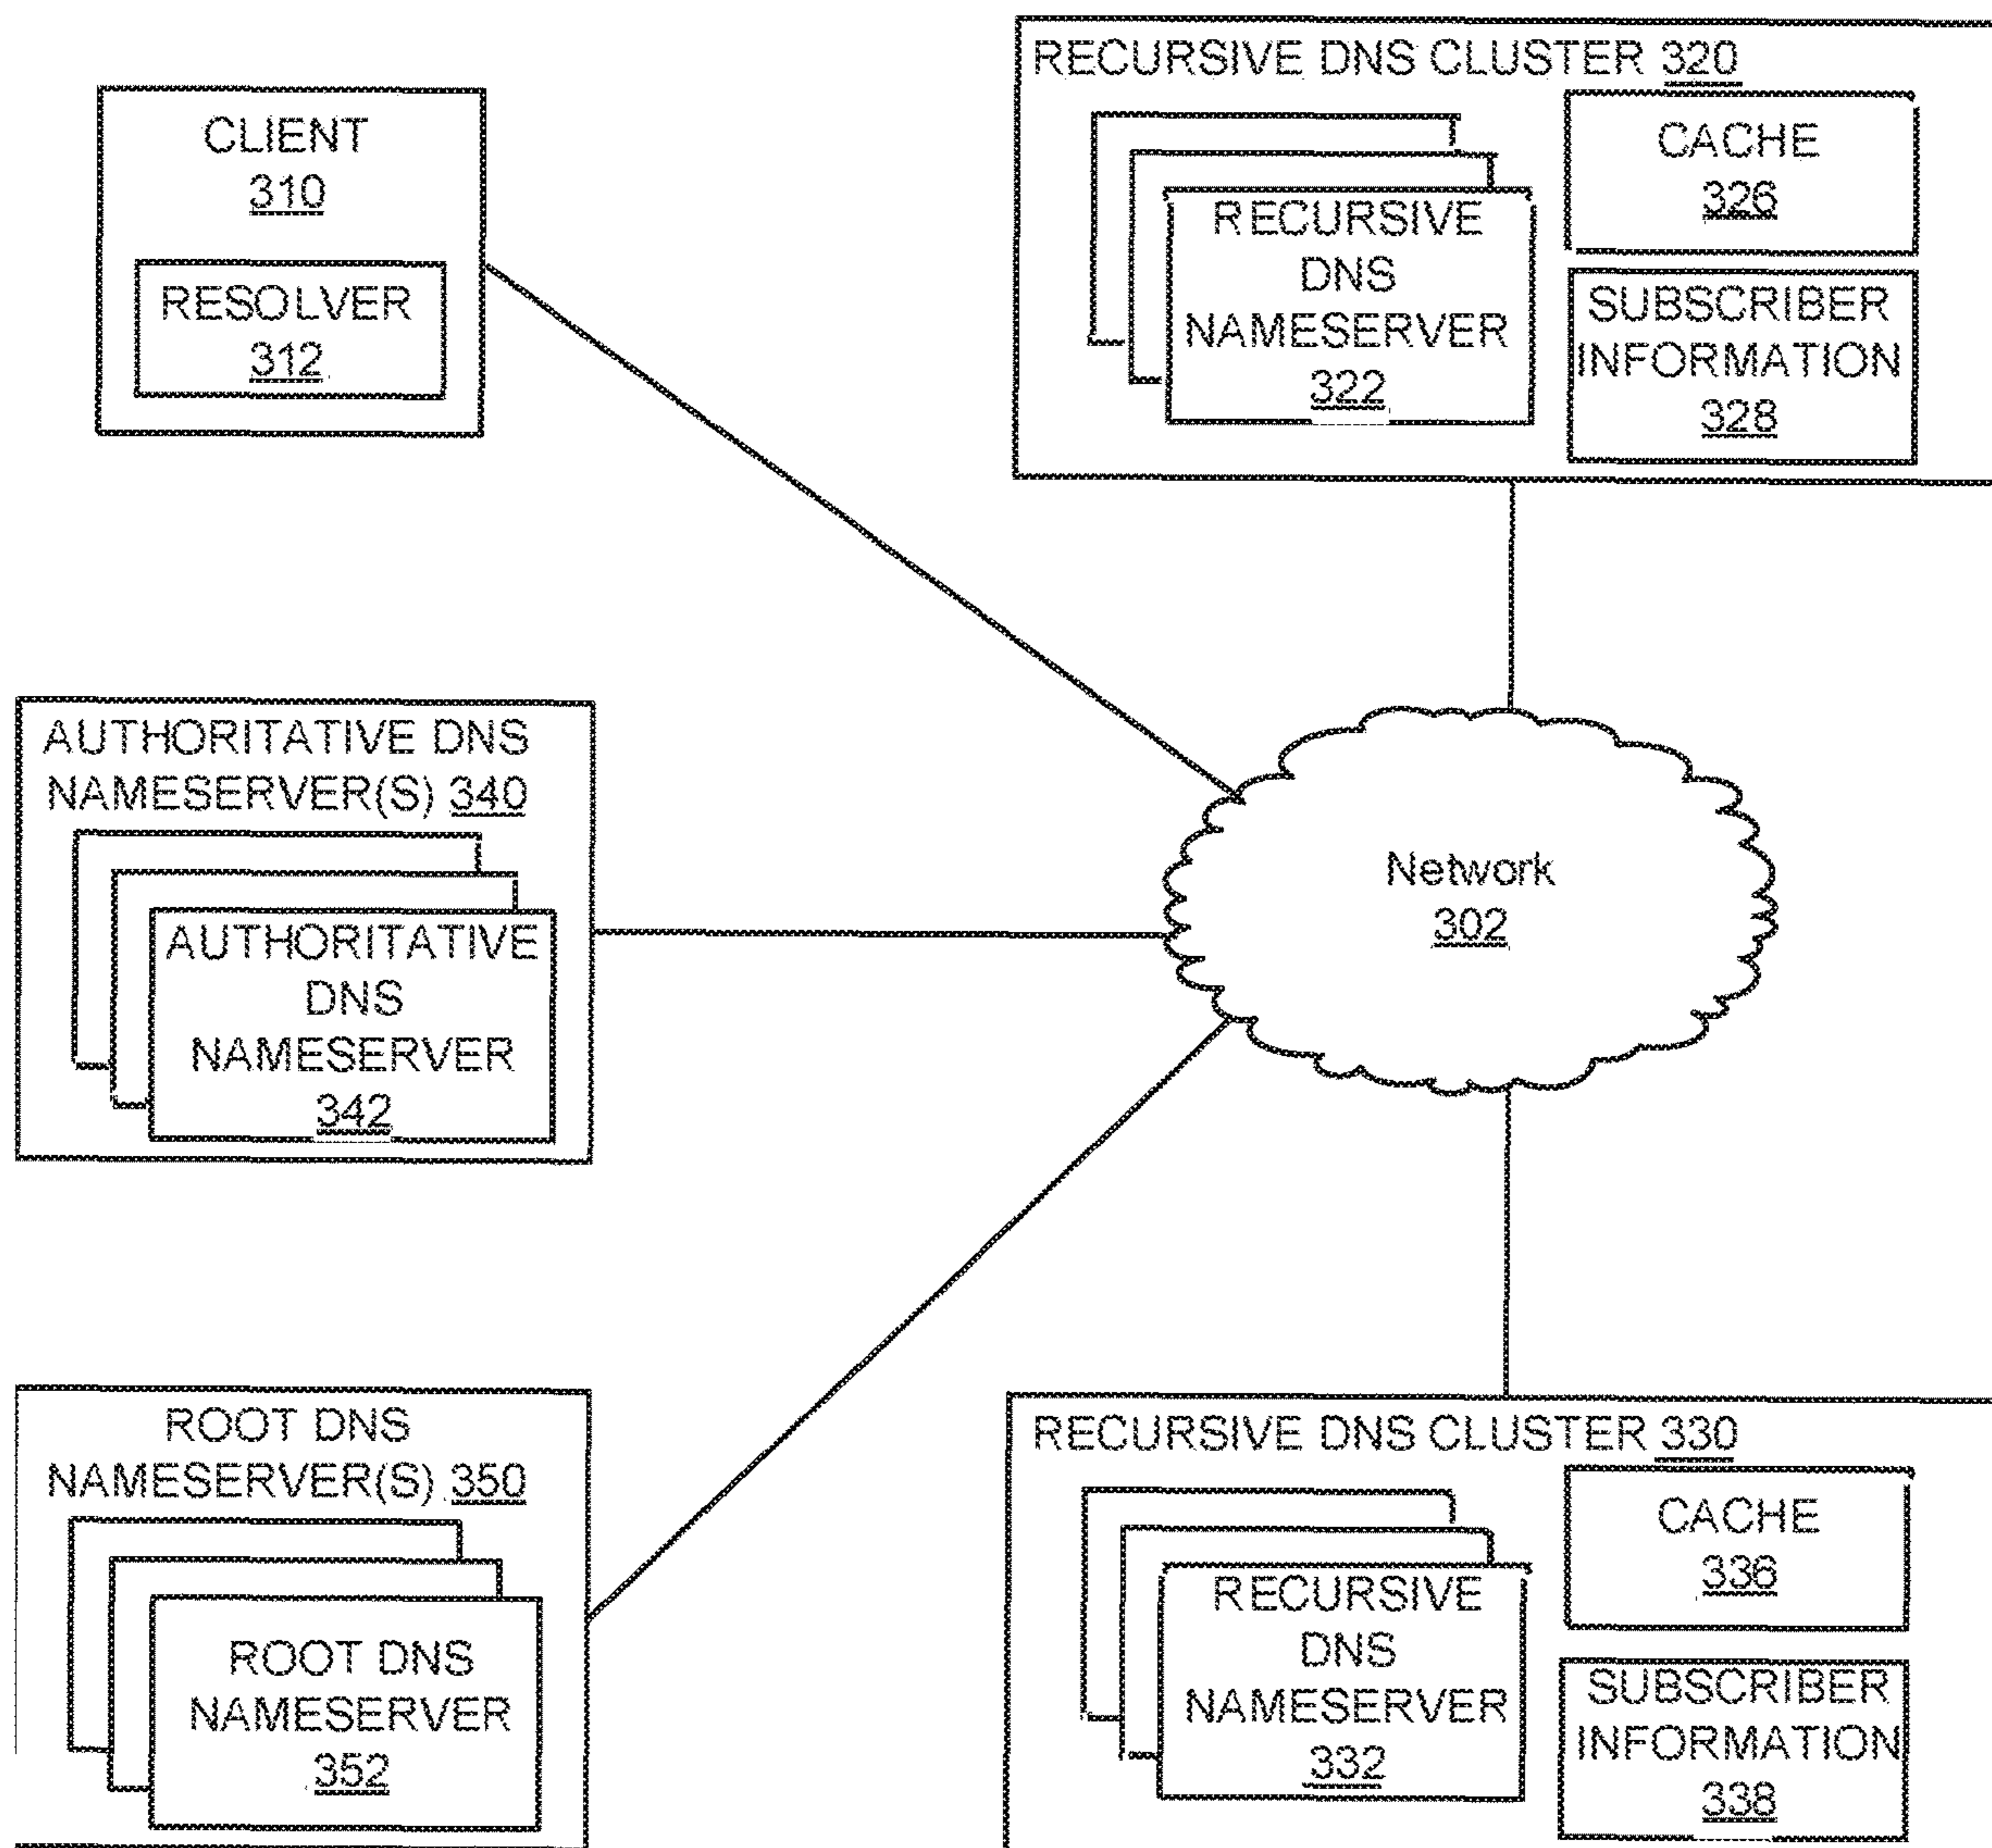 CLIENT
310
RESOLVER
312
RECURSIVE DNS CLUSTER 320
RECURSIVE
DNS
NAMESERVER
322
CACHE
326
SUBSCRIBER
INFORMATION
328
AUTHORITATIVE DNS
NAMESERVER(S) 340
AUTHORITATIVE
DNS
NAMESERVER
342
Network
302
ROOT DNS
NAMESERVER(S) 350
ROOT DNS
NAMESERVER
352
RECURSIVE DNS CLUSTER 330
RECURSIVE
DNS
NAMESERVER
332
CACHE
336
SUBSCRIBER
INFORMATION
338